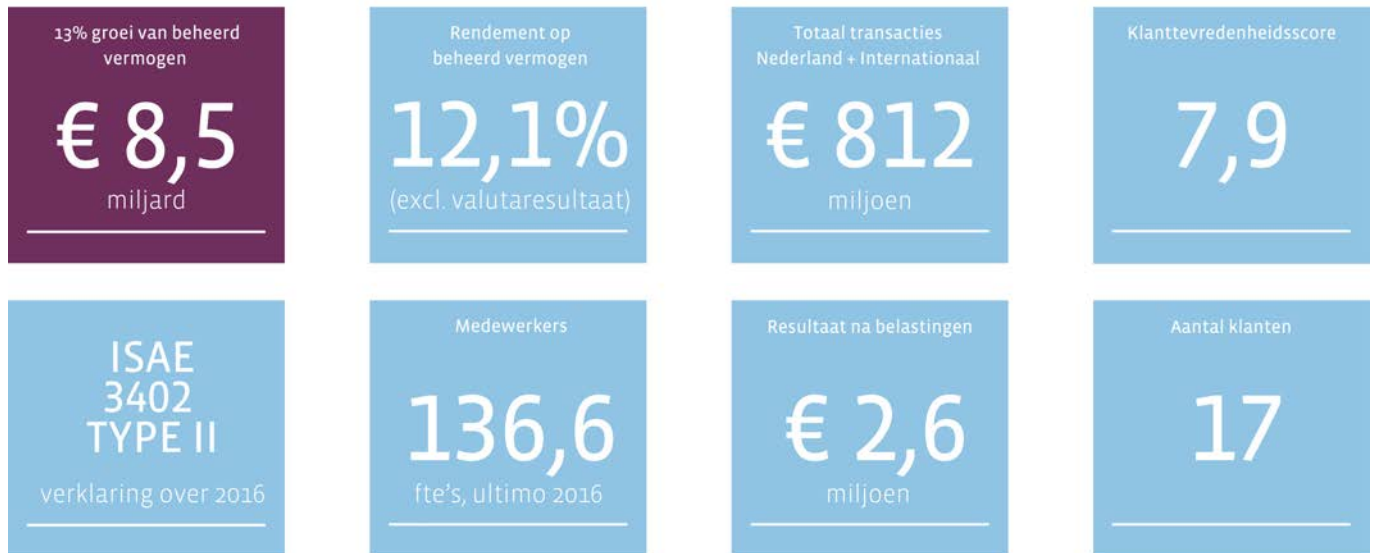 13% groei van beheerd
vermogen
€ 8,5
miljard
Rendement op
beheerd vermogen
12,1%
(excl. valutaresultaat)
Totaal transacties
Nederland + Internationaal
€ 812
miljoen
Klanttevredenheidsscore
7,9
ISAE
3402
TYPE II
verklaring over 2016
Medewerkers
136,6
fte's, ultimo 2016
Resultaat na belastingen
€ 2,6
miljoen
Aantal klanten
17